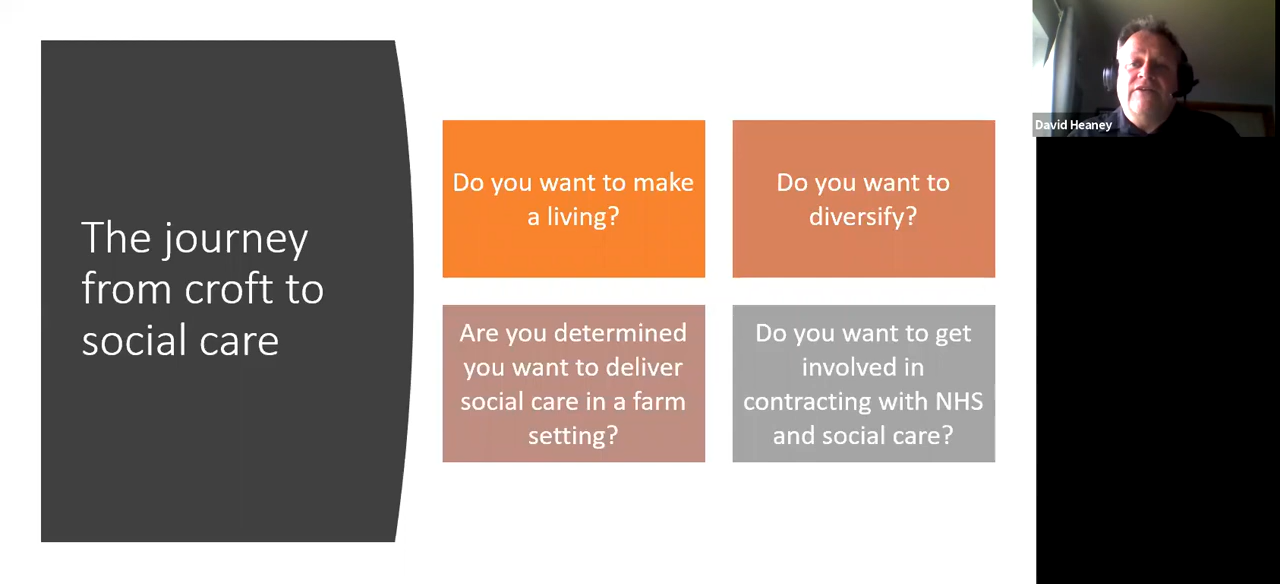 The journey
from croft to
social care
Do you want to make
a living?
Do you want to
diversify?
Are you determined
you want to deliver
social care in a farm
setting?
Do you want to get
involved in
contracting with NHS
and social care?
David Heaney